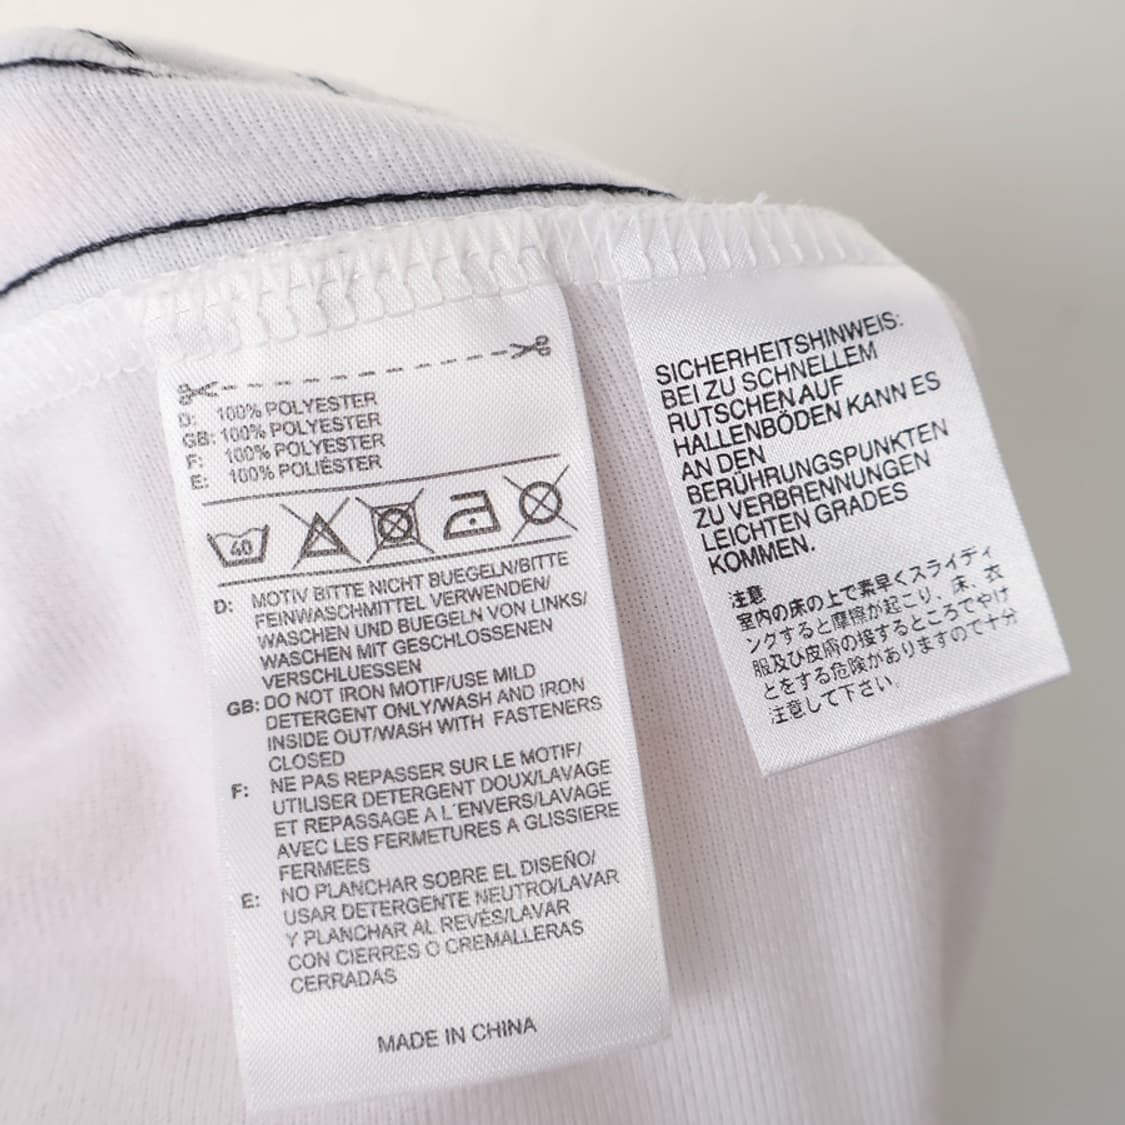 D: 100% POLYESTER
GB: 100% POLYESTER
F: 100% POLYESTER
E: 100% POLIÉSTER
40
D: MOTIV BITTE NICHT BUEGELN/BITTE
FEINWASCHMITTEL VERWENDEN/
WASCHEN UND BUEGELN VON LINKS/
WASCHEN MIT GESCHLOSSENEN
VERSCHLUESSEN
GB: DO NOT IRON MOTIF/USE MILD
DETERGENT ONLY/WASH AND IRON
INSIDE OUT/WASH WITH FASTENERS
CLOSED
F: NE PAS REPASSER SUR LE MOTIF/
UTILISER DETERGENT DOUX/LAVAGE
ET REPASSAGE A L´ENVERS/LAVAGE
AVEC LES FERMETURES A GLISSIERE
FERMEES
E: NO PLANCHAR SOBRE EL DISEÑO/
USAR DETERGENTE NEUTRO/LAVAR
Y PLANCHAR AL REVÉS/LAVAR
CON CIERRES O CREMALLERAS
CERRADAS
MADE IN CHINA
SICHERHEITSHINWEIS:
BEI ZU SCHNELLEM
RUTSCHEN AUF
HALLENBÖDEN KANN ES
AN DEN
BERÜHRUNGSPUNKTEN
ZU VERBRENNUNGEN
LEICHTEN GRADES
KOMMEN.
注意
室内の床の上で素早くスライディ
ングすると摩擦が起こり、床、衣
服及び皮膚の接するところでやけ
どをする危険がありますので十分
注意して下さい。